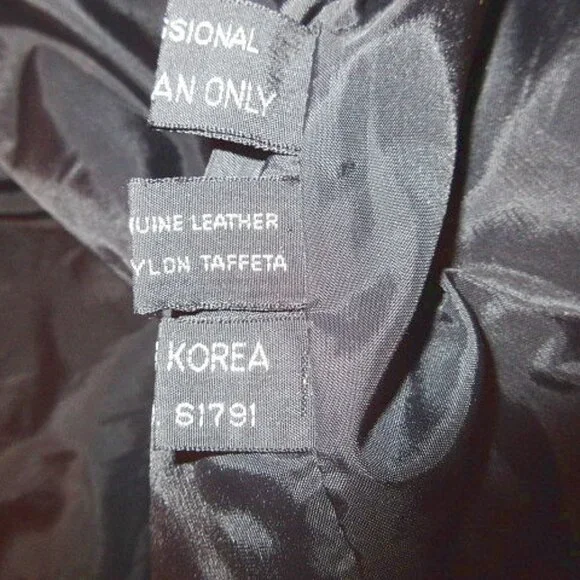 SSIONAL
AN ONLY
UINE LEATHER
YLON TAFFETA
KOREA
61791